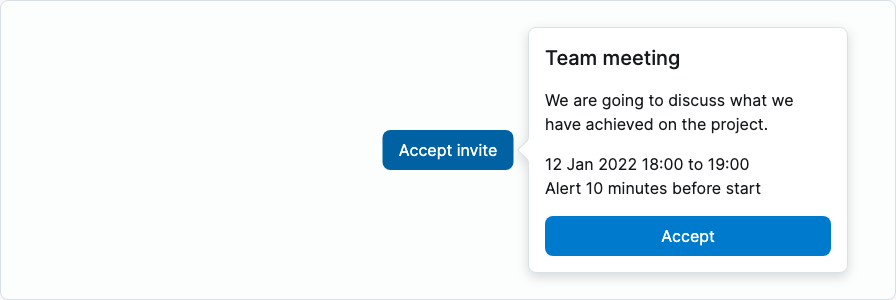 Accept invite
Team meeting
We are going to discuss what we
have achieved on the project.
12 Jan 2022 18:00 to 19:00
Alert 10 minutes before start
Accept